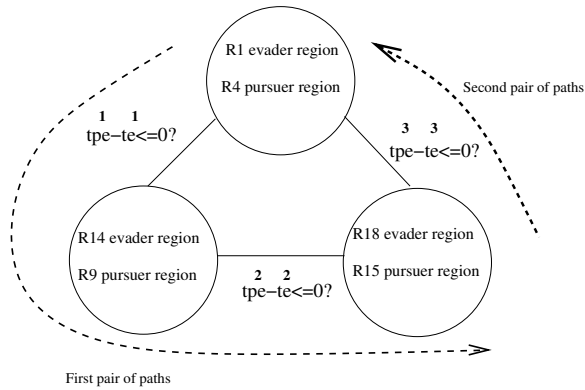 R1 evader region
R4 pursuer region
Second pair of paths
1 1
tpe−te<=0?
3 3
tpe−te<=0?
R14 evader region
R9 pursuer region
R18 evader region
R15 pursuer region
2 2
tpe−te<=0?
First pair of paths